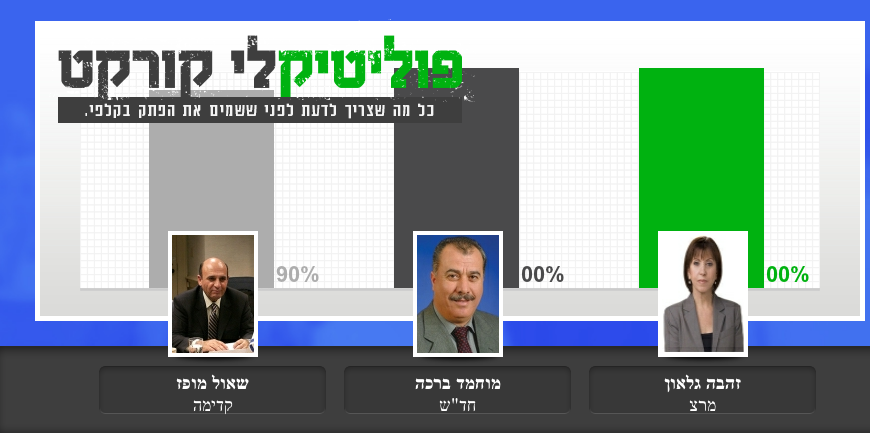 פוליטיקלי קורקט
כל מה שצריך לדעת לפני ששמים את הפתק בקלפי.
90%
00%
00%
זהבה גלאון
מרצ
מוחמד ברכה
חד"ש
שאול מופז
קדימה